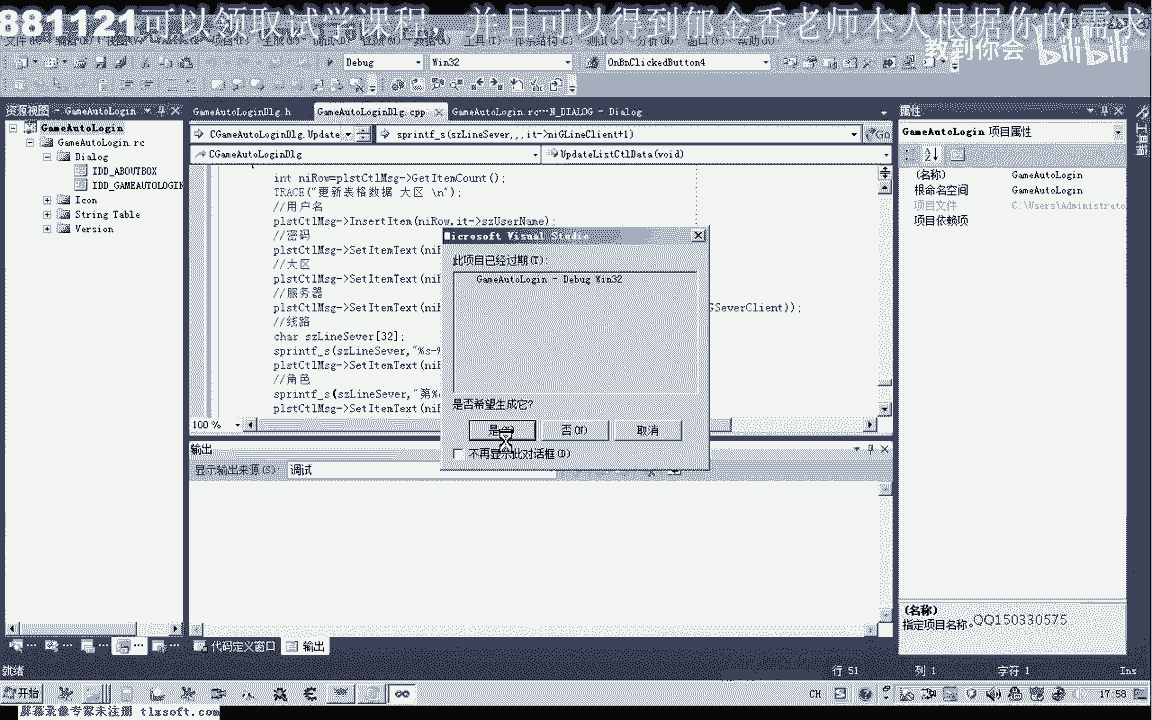 881121可以领取试学课程，并且可以得到郁金香老师本人根据你的需求
教到你会 bilibili
Debug
Win32
OnBnClickedButton4
资源视图 - GameAutoLogin
GameAutoLogin
GameAutoLogin.rc
Dialog
IDD_ABOUTBOX
IDD_GAMEAUTOLOGIN
Icon
String Table
Version
GameAutoLoginDlg.h
GameAutoLoginDlg.cpp
GameAutoLogin.rc...N_DIALOG - Dialog
CGameAutoLoginDlg.Update
sprintf_s(szLineSever,,,it->niGLineClient+1)
Go
CGameAutoLoginDlg
UpdateListCtlData(void)
int niRow=plstCtlMsg->GetItemCount();
TRACE("更新表格数据 大区 \n");
//用户名
plstCtlMsg->InsertItem(niRow,it->szUserName);
//密码
plstCtlMsg->SetItemText(ni
//大区
plstCtlMsg->SetItemText(ni
//服务器
plstCtlMsg->SetItemText(ni
GSeverClient));
//线路
char szLineSever[32];
sprintf_s(szLineSever,"%s-%
plstCtlMsg->SetItemText(ni
//角色
sprintf_s(szLineSever,"第%
plstCtlMsg->SetItemText(ni
100 %
Microsoft Visual Studio
此项目已经过期(T):
GameAutoLogin - Debug Win32
是否希望生成它?
否(N)
取消
不再显示此对话框(D)
输出
显示输出来源(S):
调试
代码定义窗口
输出
属性
GameAutoLogin 项目属性
(名称)
GameAutoLogin
根命名空间
GameAutoLogin
项目文件
C:\Users\Administrato
项目依赖项
(名称)
指定项目名称。
QQ150330575
就绪
行 51
列 1
字符 1
Ins
开始
CH
17:58
屏幕录像专家未注册 tlxsoft.com